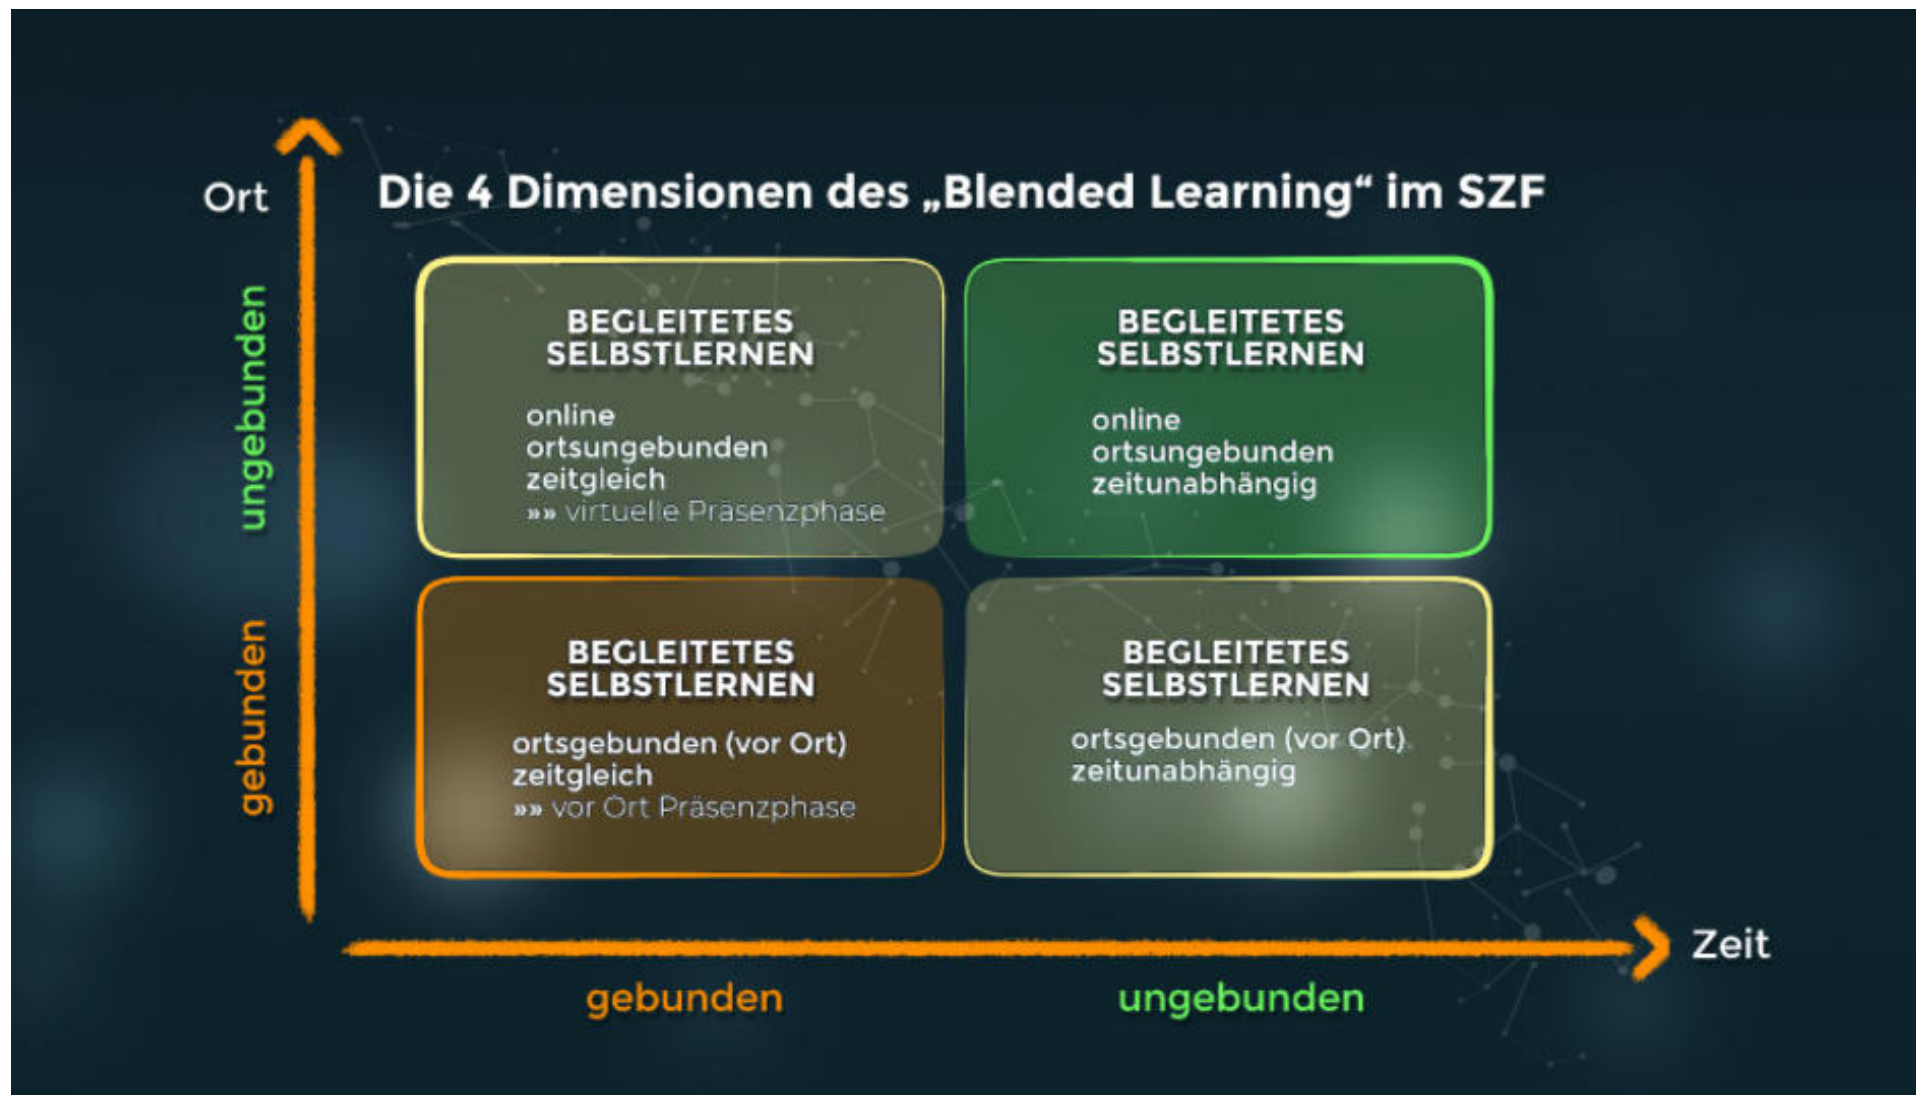 Ort
Die 4 Dimensionen des „Blended Learning“ im SZF
ungebunden
BEGLEITETES
SELBSTLERNEN
online
ortsungebunden
zeitgleich
»» virtuelle Präsenzphase
BEGLEITETES
SELBSTLERNEN
online
ortsungebunden
zeitunabhängig
gebunden
BEGLEITETES
SELBSTLERNEN
ortsgebunden (vor Ort)
zeitgleich
»» vor Ort Präsenzphase
BEGLEITETES
SELBSTLERNEN
ortsgebunden (vor Ort)
zeitunabhängig
Zeit
gebunden
ungebunden